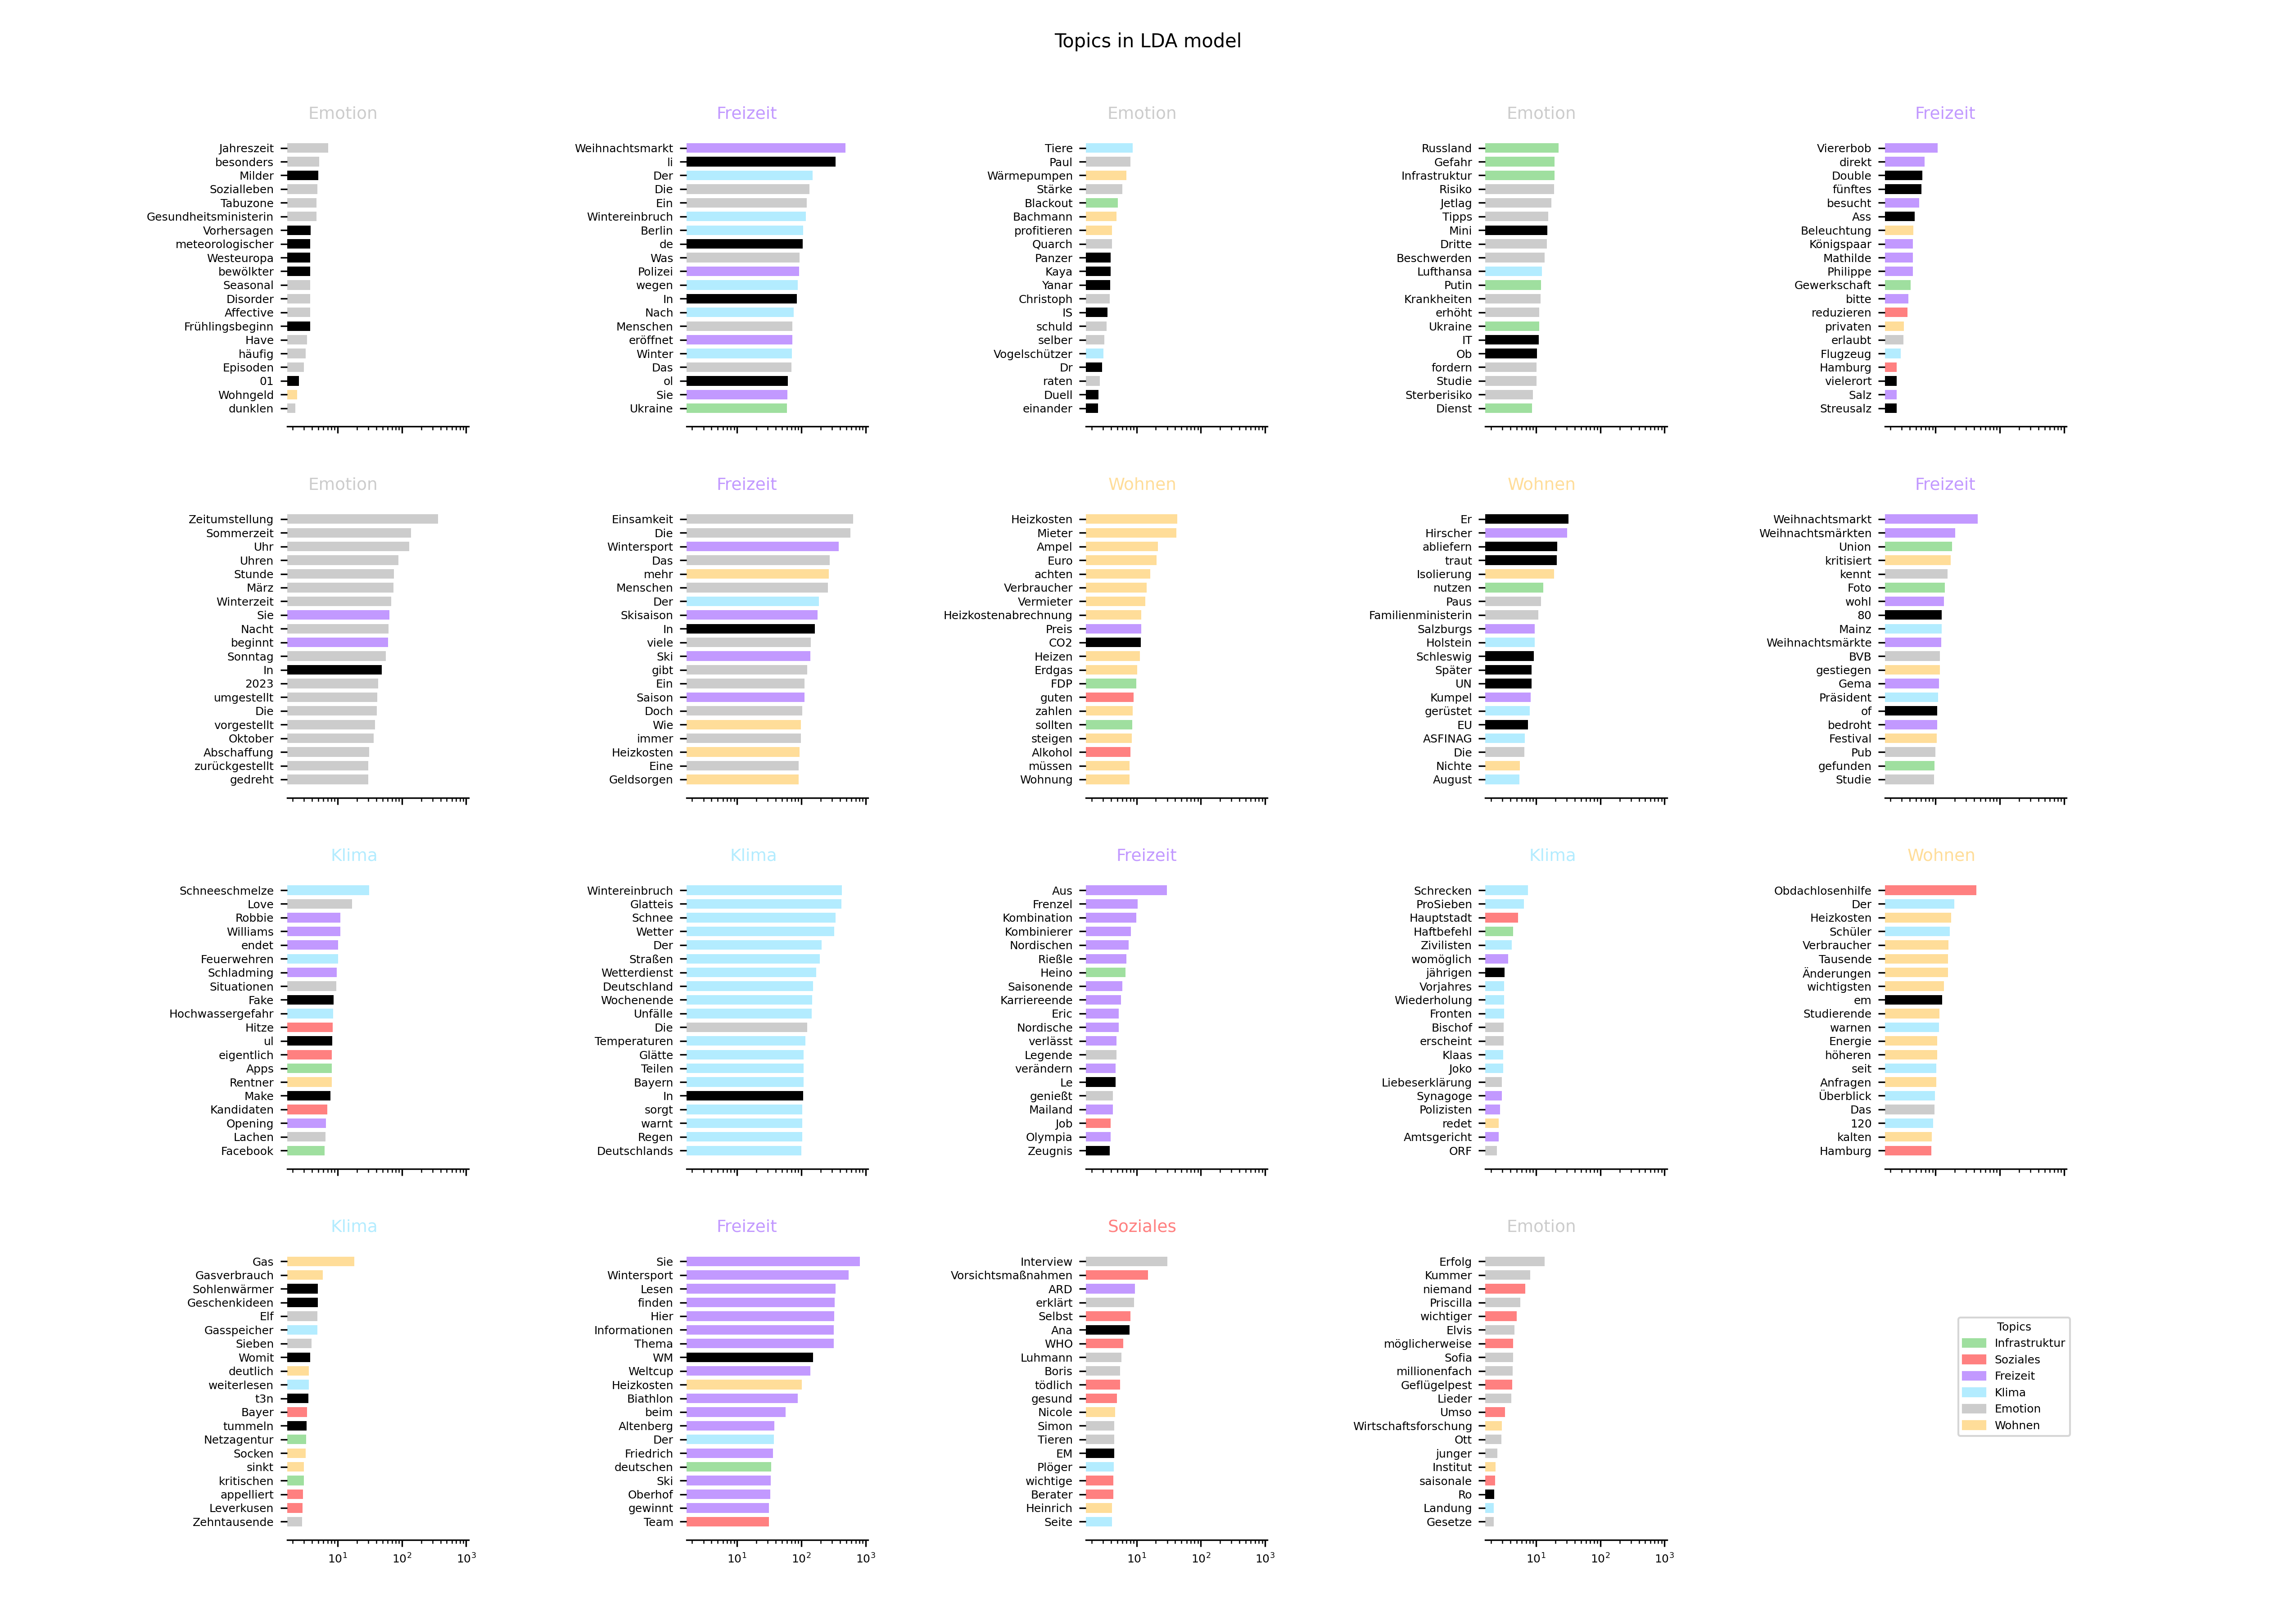 Topics in LDA model
Emotion
Jahreszeit
besonders
Milder
Sozialleben
Tabuzone
Gesundheitsministerin
Vorhersagen
meteorologischer
Westeuropa
bewölkter
Seasonal
Disorder
Affective
Frühlingsbeginn
Have
häufig
Episoden
01
Wohngeld
dunklen
Freizeit
Weihnachtsmarkt
li
Der
Die
Ein
Wintereinbruch
Berlin
de
Was
Polizei
wegen
In
Nach
Menschen
eröffnet
Winter
Das
ol
Sie
Ukraine
Emotion
Tiere
Paul
Wärmepumpen
Stärke
Blackout
Bachmann
profitieren
Quarch
Panzer
Kaya
Yanar
Christoph
IS
schuld
selber
Vogelschützer
Dr
raten
Duell
einander
Emotion
Russland
Gefahr
Infrastruktur
Risiko
Jetlag
Tipps
Mini
Dritte
Beschwerden
Lufthansa
Putin
Krankheiten
erhöht
Ukraine
IT
Ob
fordern
Studie
Sterberisiko
Dienst
Freizeit
Viererbob
direkt
Double
fünftes
besucht
Ass
Beleuchtung
Königspaar
Mathilde
Philippe
Gewerkschaft
bitte
reduzieren
privaten
erlaubt
Flugzeug
Hamburg
vielerort
Salz
Streusalz
Emotion
Zeitumstellung
Sommerzeit
Uhr
Uhren
Stunde
März
Winterzeit
Sie
Nacht
beginnt
Sonntag
In
2023
umgestellt
Die
vorgestellt
Oktober
Abschaffung
zurückgestellt
gedreht
Freizeit
Einsamkeit
Die
Wintersport
Das
mehr
Menschen
Der
Skisaison
In
viele
Ski
gibt
Ein
Saison
Doch
Wie
immer
Heizkosten
Eine
Geldsorgen
Wohnen
Heizkosten
Mieter
Ampel
Euro
achten
Verbraucher
Vermieter
Heizkostenabrechnung
Preis
CO2
Heizen
Erdgas
FDP
guten
zahlen
sollten
steigen
Alkohol
müssen
Wohnung
Wohnen
Er
Hirscher
abliefern
traut
Isolierung
nutzen
Paus
Familienministerin
Salzburgs
Holstein
Schleswig
Später
UN
Kumpel
gerüstet
EU
ASFINAG
Die
Nichte
August
Freizeit
Weihnachtsmarkt
Weihnachtsmärkten
Union
kritisiert
kennt
Foto
wohl
80
Mainz
Weihnachtsmärkte
BVB
gestiegen
Gema
Präsident
of
bedroht
Festival
Pub
gefunden
Studie
Klima
Schneeschmelze
Love
Robbie
Williams
endet
Feuerwehren
Schladming
Situationen
Fake
Hochwassergefahr
Hitze
ul
eigentlich
Apps
Rentner
Make
Kandidaten
Opening
Lachen
Facebook
Klima
Wintereinbruch
Glatteis
Schnee
Wetter
Der
Straßen
Wetterdienst
Deutschland
Wochenende
Unfälle
Die
Temperaturen
Glätte
Teilen
Bayern
In
sorgt
warnt
Regen
Deutschlands
Freizeit
Aus
Frenzel
Kombination
Kombinierer
Nordischen
Rießle
Heino
Saisonende
Karriereende
Eric
Nordische
verlässt
Legende
verändern
Le
genießt
Mailand
Job
Olympia
Zeugnis
Klima
Schrecken
ProSieben
Hauptstadt
Haftbefehl
Zivilisten
womöglich
jährigen
Vorjahres
Wiederholung
Fronten
Bischof
erscheint
Klaas
Joko
Liebeserklärung
Synagoge
Polizisten
redet
Amtsgericht
ORF
Wohnen
Obdachlosenhilfe
Der
Heizkosten
Schüler
Verbraucher
Tausende
Änderungen
wichtigsten
em
Studierende
warnen
Energie
höheren
seit
Anfragen
Überblick
Das
120
kalten
Hamburg
Klima
Gas
Gasverbrauch
Sohlenwärmer
Geschenkideen
Elf
Gasspeicher
Sieben
Womit
deutlich
weiterlesen
t3n
Bayer
tummeln
Netzagentur
Socken
sinkt
kritischen
appelliert
Leverkusen
Zehntausende
10¹ 10² 10³
Freizeit
Sie
Wintersport
Lesen
finden
Hier
Informationen
Thema
WM
Weltcup
Heizkosten
Biathlon
beim
Altenberg
Der
Friedrich
deutschen
Ski
Oberhof
gewinnt
Team
10¹ 10² 10³
Soziales
Interview
Vorsichtsmaßnahmen
ARD
erklärt
Selbst
Ana
WHO
Luhmann
Boris
tödlich
gesund
Nicole
Simon
Tieren
EM
Plöger
wichtige
Berater
Heinrich
Seite
10¹ 10² 10³
Emotion
Erfolg
Kummer
niemand
Priscilla
wichtiger
Elvis
möglicherweise
Sofia
millionenfach
Geflügelpest
Lieder
Umso
Wirtschaftsforschung
Ott
junger
Institut
saisonale
Ro
Landung
Gesetze
10¹ 10² 10³
Topics
Infrastruktur
Soziales
Freizeit
Klima
Emotion
Wohnen